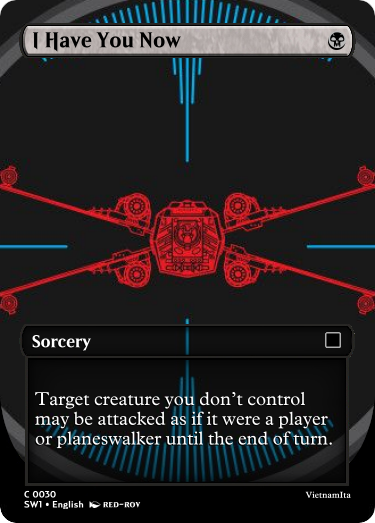 I Have You Now
Sorcery
Target creature you don't control
may be attacked as if it were a player
or planeswalker until the end of turn.
C 0030
SW1 • English RED-ROY
VietnamIta